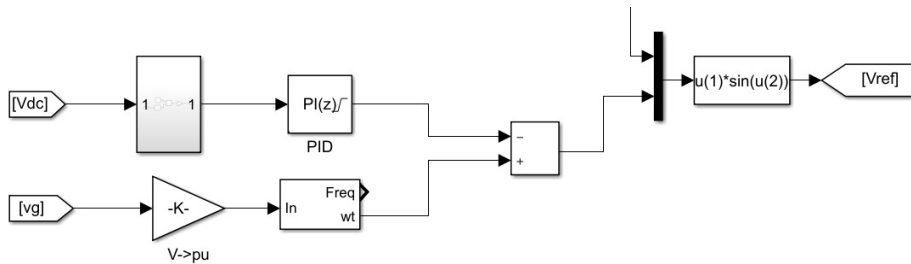 [Vdc]
1
1
PI(z)
PID
−
+
u(1)*sin(u(2))
[Vref]
[vg]
-K-
V->pu
In
Freq
wt